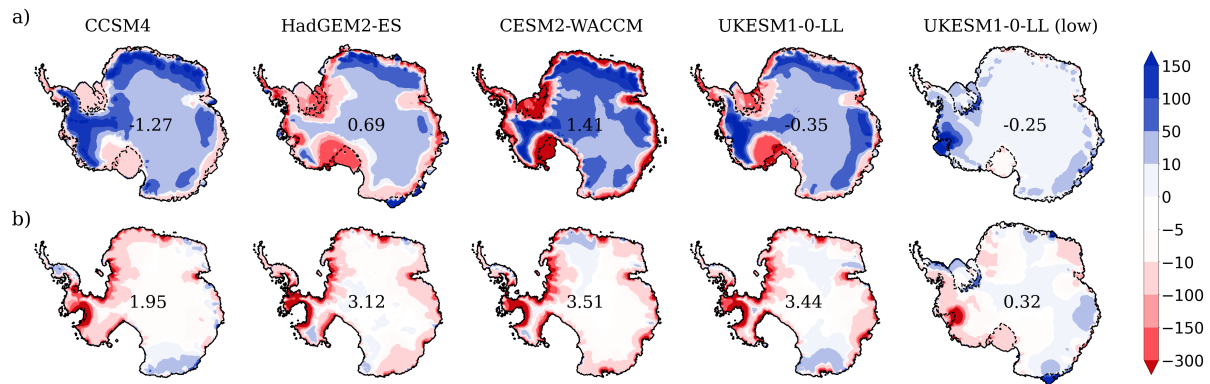 a)
CCSM4 HadGEM2-ES CESM2-WACCM UKESM1-0-LL UKESM1-0-LL (low)
-1.27 0.69 1.41 -0.35 -0.25
b)
1.95 3.12 3.51 3.44 0.32
150
100
50
10
0
−5
−10
−100
−150
−300